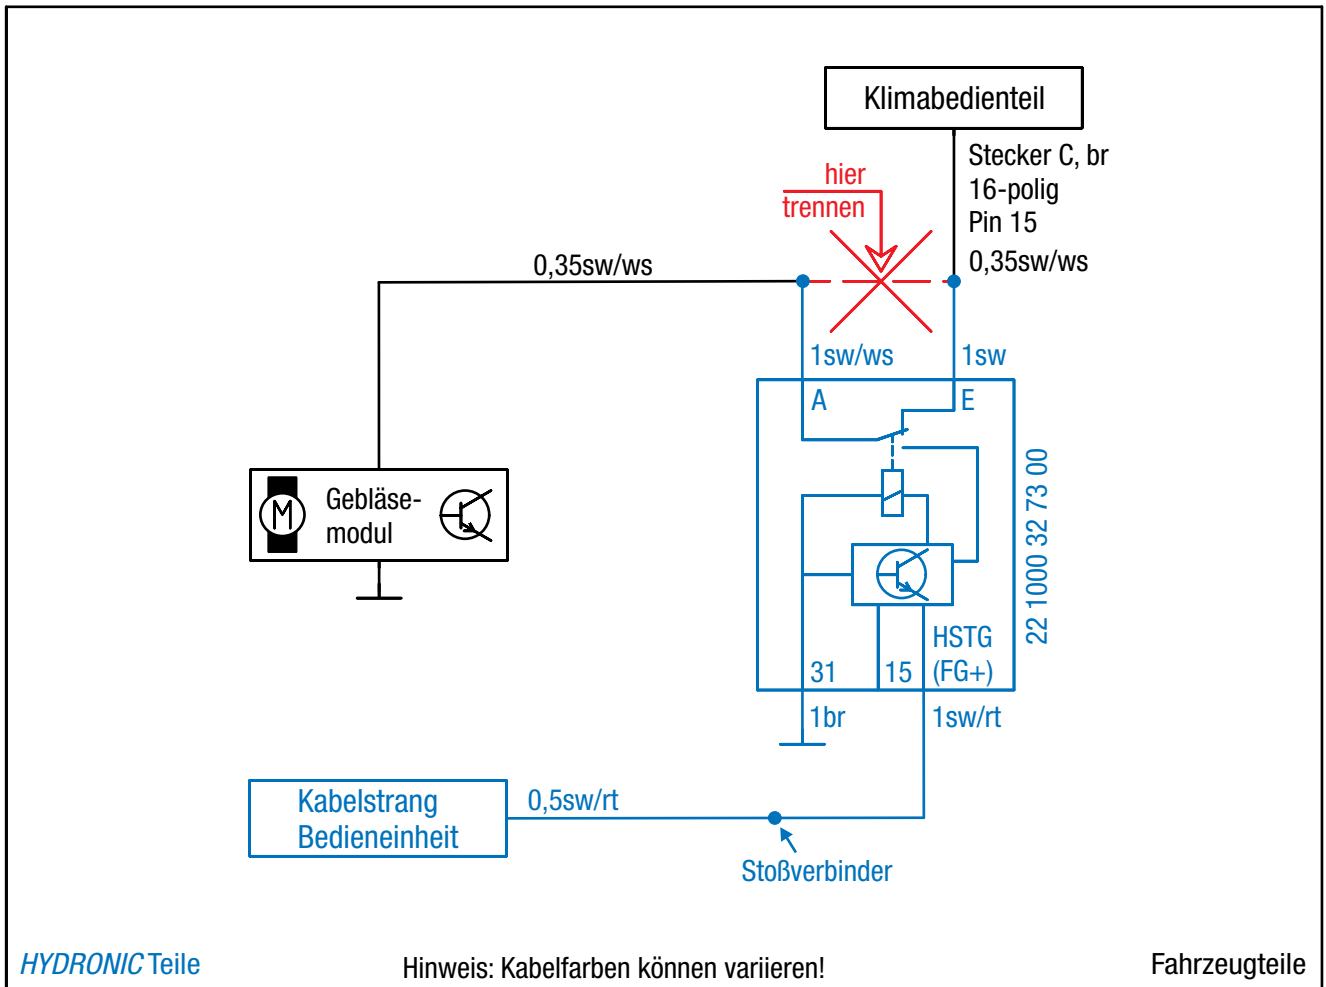 Klimabedienteil
Stecker C, br
16-polig
Pin 15
0,35sw/ws
hier
trennen
0,35sw/ws
1sw/ws
1sw
A
E
M
Gebläse-
modul
22 1000 32 73 00
HSTG
(FG+)
31
15
1br
1sw/rt
Kabelstrang
Bedieneinheit
0,5sw/rt
Stoßverbinder
HYDRONIC Teile
Hinweis: Kabelfarben können variieren!
Fahrzeugteile